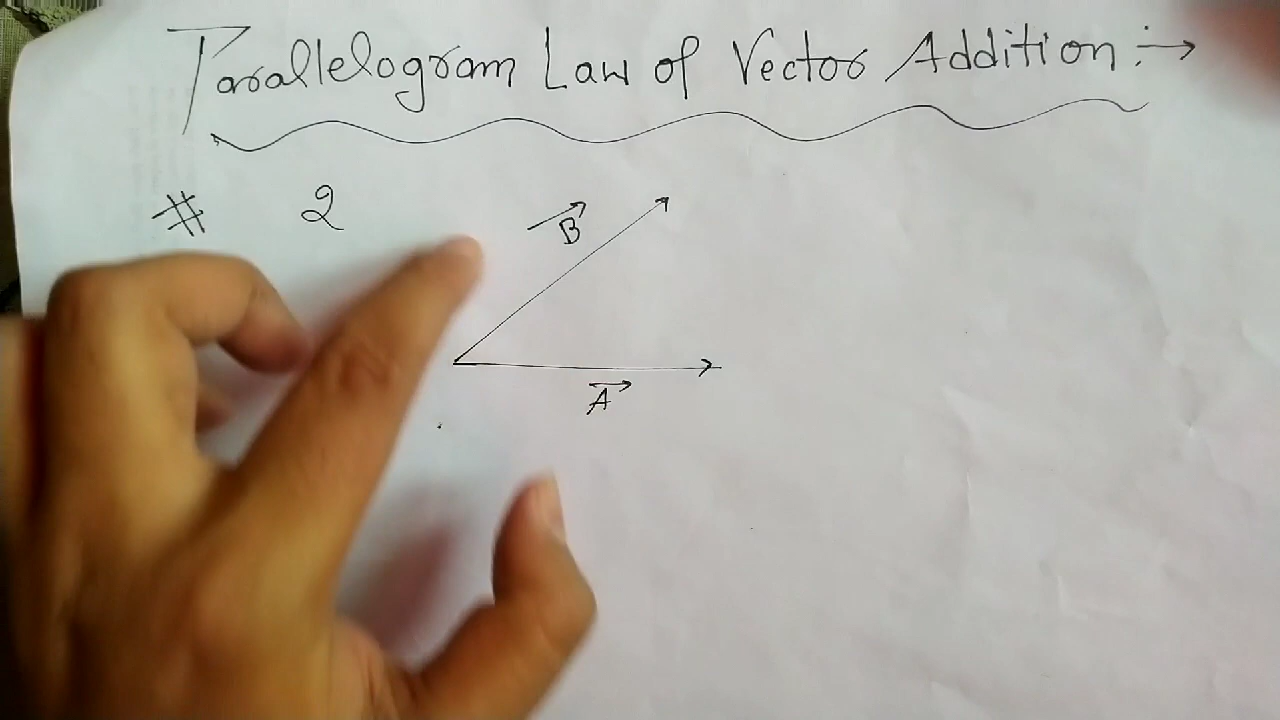 Parallelogram Law of Vector Addition :→
# 2
B⃗
A⃗